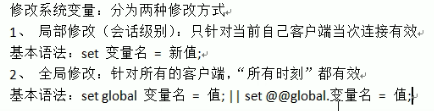 修改系统变量：分为两种修改方式
1、 局部修改（会话级别）：只针对当前自己客户端当次连接有效
基本语法：set 变量名 = 新值;
2、 全局修改：针对所有的客户端，“所有时刻”都有效
基本语法：set global 变量名 = 值; || set @@global.变量名 = 值;